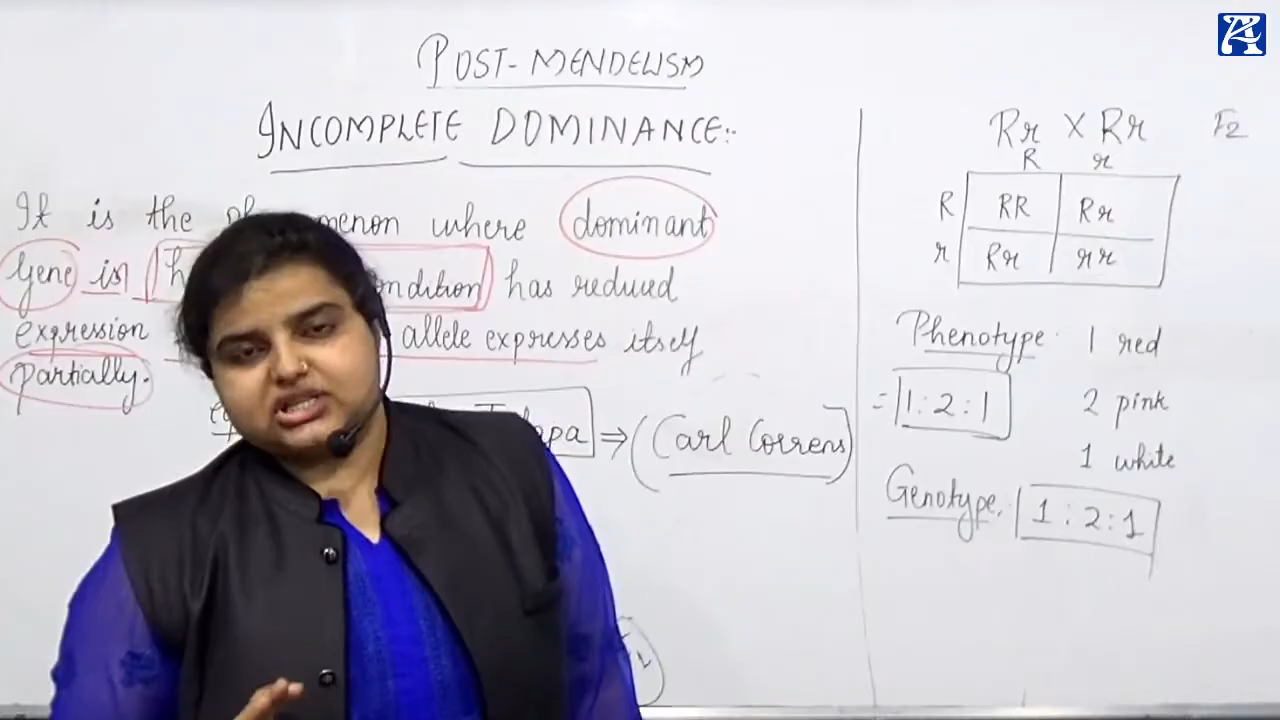 POST-MENDELISM
INCOMPLETE DOMINANCE:-
It is the menon where dominant
gene is ondition has reduced
expression allele expresses itself
partially.
apa ⇒ (Carl Correns)
Rr X Rr F2
R r
R RR Rr
r Rr rr
Phenotype 1 red
= 1:2:1 2 pink
1 white
Genotype. 1:2:1